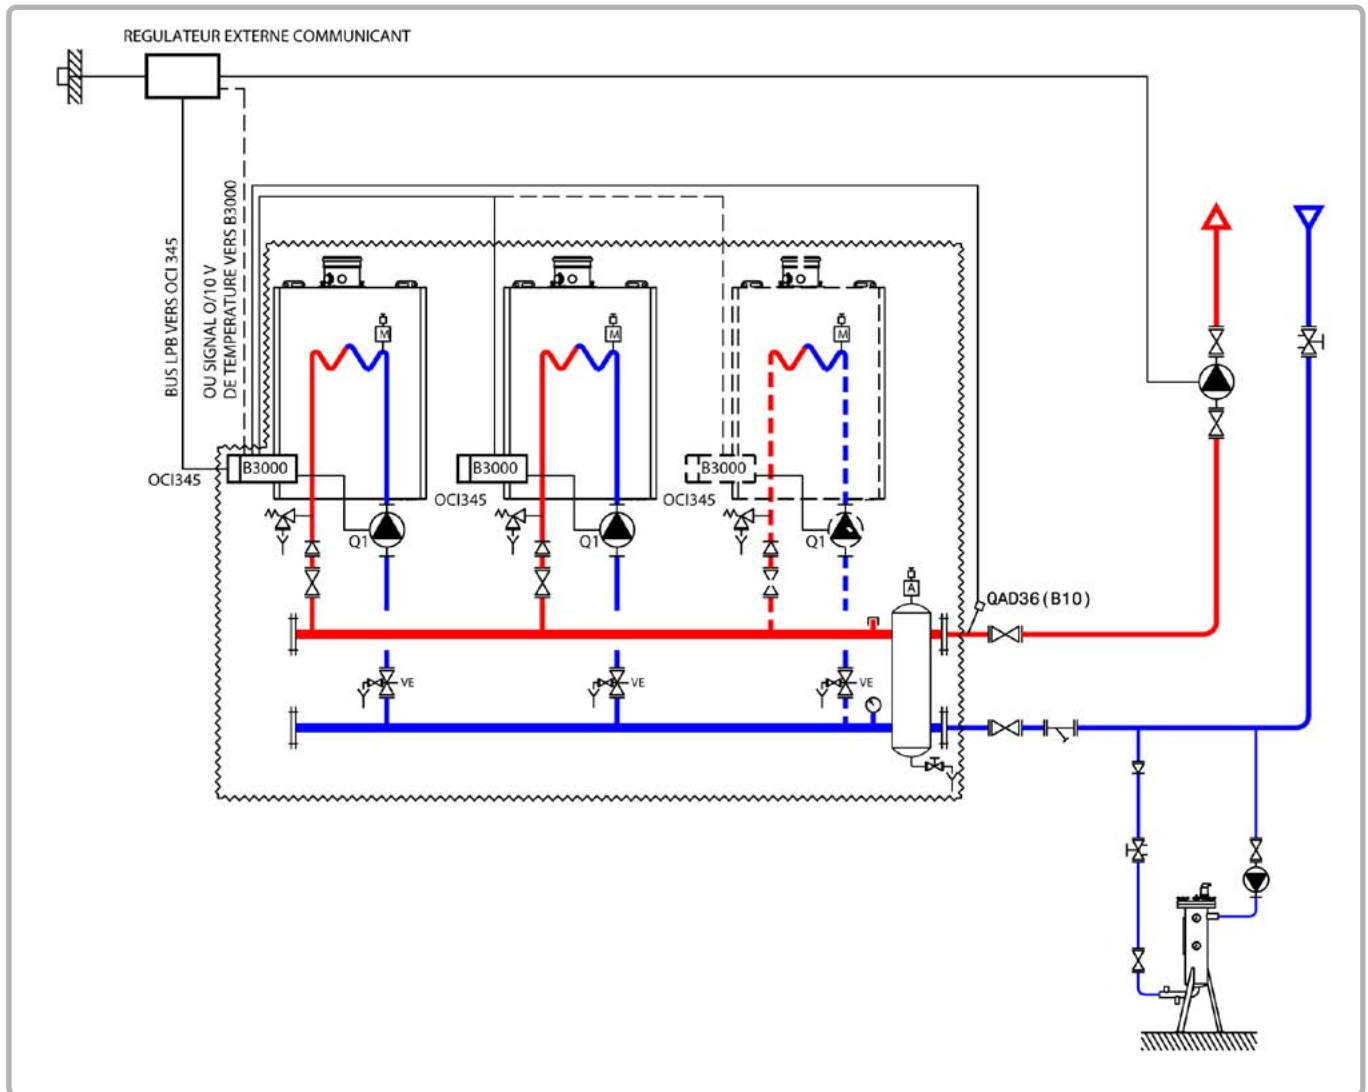 REGULATEUR EXTERNE COMMUNICANT
BUS LPB VERS OCI 345
OU SIGNAL O/10 V
DE TEMPERATURE VERS B3000
M
M
M
OCI345
B3000
OCI345
B3000
OCI345
B3000
Q1
Q1
Q1
A
QAD36 (B10)
VE
VE
VE